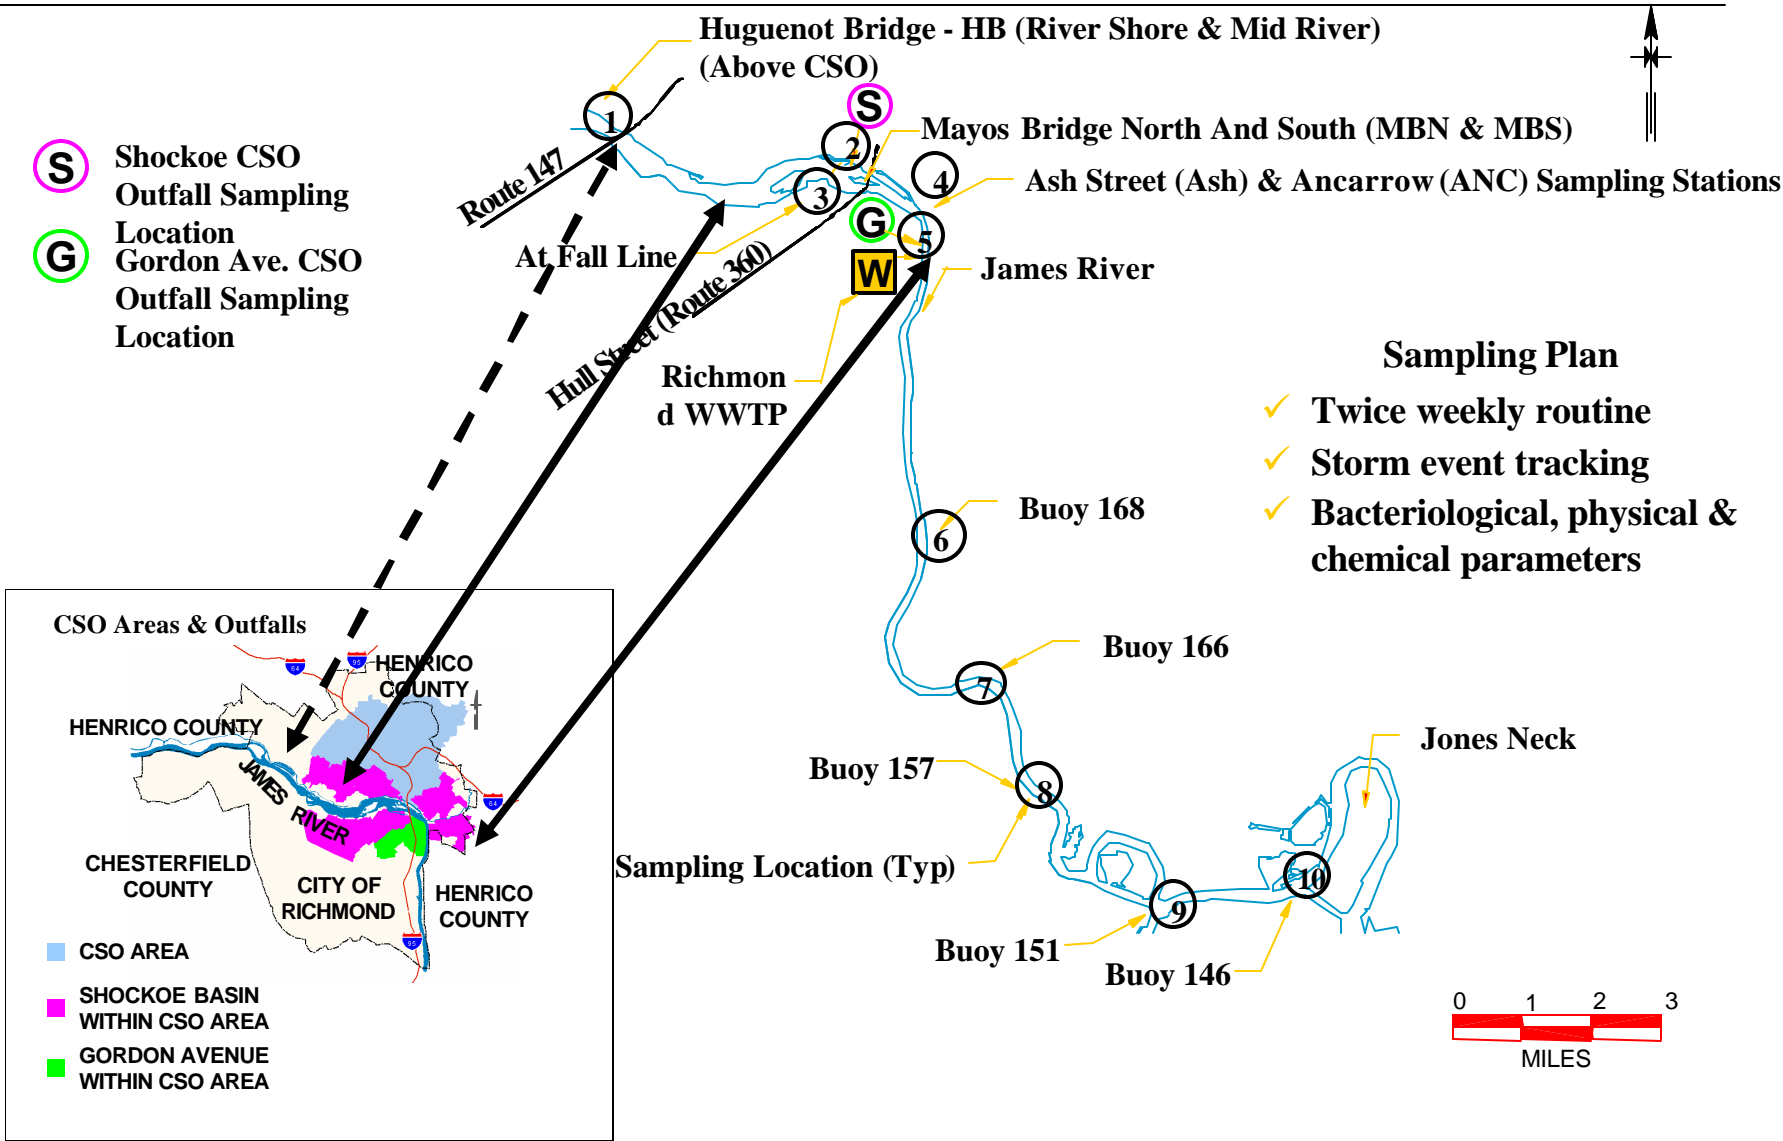 Huguenot Bridge - HB (River Shore & Mid River)
(Above CSO)
S
Shockoe CSO
Outfall Sampling
Location
G
Gordon Ave. CSO
Outfall Sampling
Location
1
Route 147
S
2
Mayos Bridge North And South (MBN & MBS)
3
4
Ash Street (Ash) & Ancarrow (ANC) Sampling Stations
At Fall Line
G
5
W
James River
Hull Street (Route 360)
Richmon
d WWTP
Sampling Plan
✓ Twice weekly routine
✓ Storm event tracking
✓ Bacteriological, physical &
chemical parameters
Buoy 168
6
Buoy 166
7
Buoy 157
8
Jones Neck
Sampling Location (Typ)
9
10
Buoy 151
Buoy 146
0 1 2 3
MILES
CSO Areas & Outfalls
64
95
HENRICO
COUNTY
HENRICO COUNTY
JAMES
RIVER
64
CHESTERFIELD
COUNTY
CITY OF
RICHMOND
HENRICO
COUNTY
95
CSO AREA
SHOCKOE BASIN
WITHIN CSO AREA
GORDON AVENUE
WITHIN CSO AREA